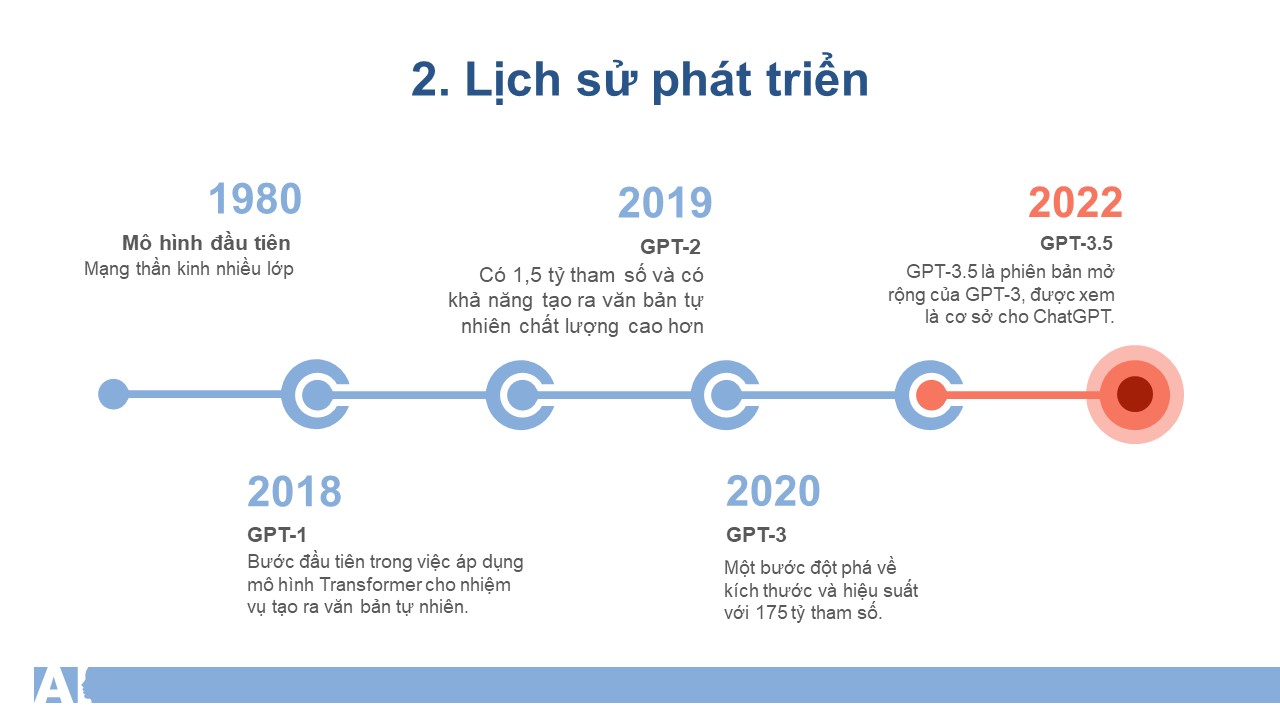 2. Lịch sử phát triển
1980
Mô hình đầu tiên
Mạng thần kinh nhiều lớp
2018
GPT-1
Bước đầu tiên trong việc áp dụng
mô hình Transformer cho nhiệm
vụ tạo ra văn bản tự nhiên.
2019
GPT-2
Có 1,5 tỷ tham số và có
khả năng tạo ra văn bản tự
nhiên chất lượng cao hơn
2020
GPT-3
Một bước đột phá về
kích thước và hiệu suất
với 175 tỷ tham số.
2022
GPT-3.5
GPT-3.5 là phiên bản mở
rộng của GPT-3, được xem
là cơ sở cho ChatGPT.
AI